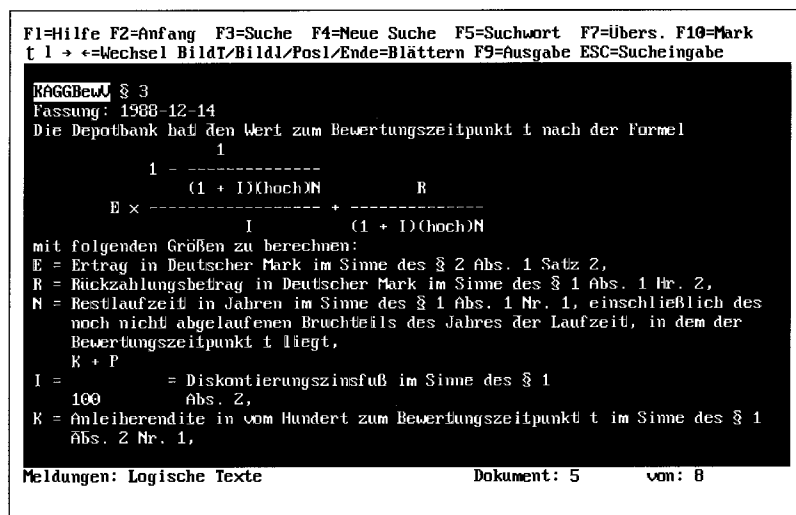 F1=Hilfe F2=Anfang F3=Suche F4=Neue Suche F5=Suchwort F7=Übers. F10=Mark
t l → ←=Wechsel BildT/Bildl/Posl/Ende=Blättern F9=Ausgabe ESC=Sucheingabe
KAGGBewV § 3
Fassung: 1988-12-14
Die Depotbank hat den Wert zum Bewertungszeitpunkt t nach der Formel
1
1 - --------------
(1 + I)(hoch)N R
E × ------------------ + --------------
I (1 + I)(hoch)N
mit folgenden Größen zu berechnen:
E = Ertrag in Deutscher Mark im Sinne des § 2 Abs. 1 Satz 2,
R = Rückzahlungsbetrag in Deutscher Mark im Sinne des § 1 Abs. 1 Nr. 2,
N = Restlaufzeit in Jahren im Sinne des § 1 Abs. 1 Nr. 1, einschließlich des
noch nicht abgelaufenen Bruchteils des Jahres der Laufzeit, in dem der
Bewertungszeitpunkt t liegt,
K + P
I = = Diskontierungszinsfuß im Sinne des § 1
100 Abs. 2,
K = Anleiherendite in vom Hundert zum Bewertungszeitpunkt t im Sinne des § 1
Abs. 2 Nr. 1,
Meldungen: Logische Texte Dokument: 5 von: 8